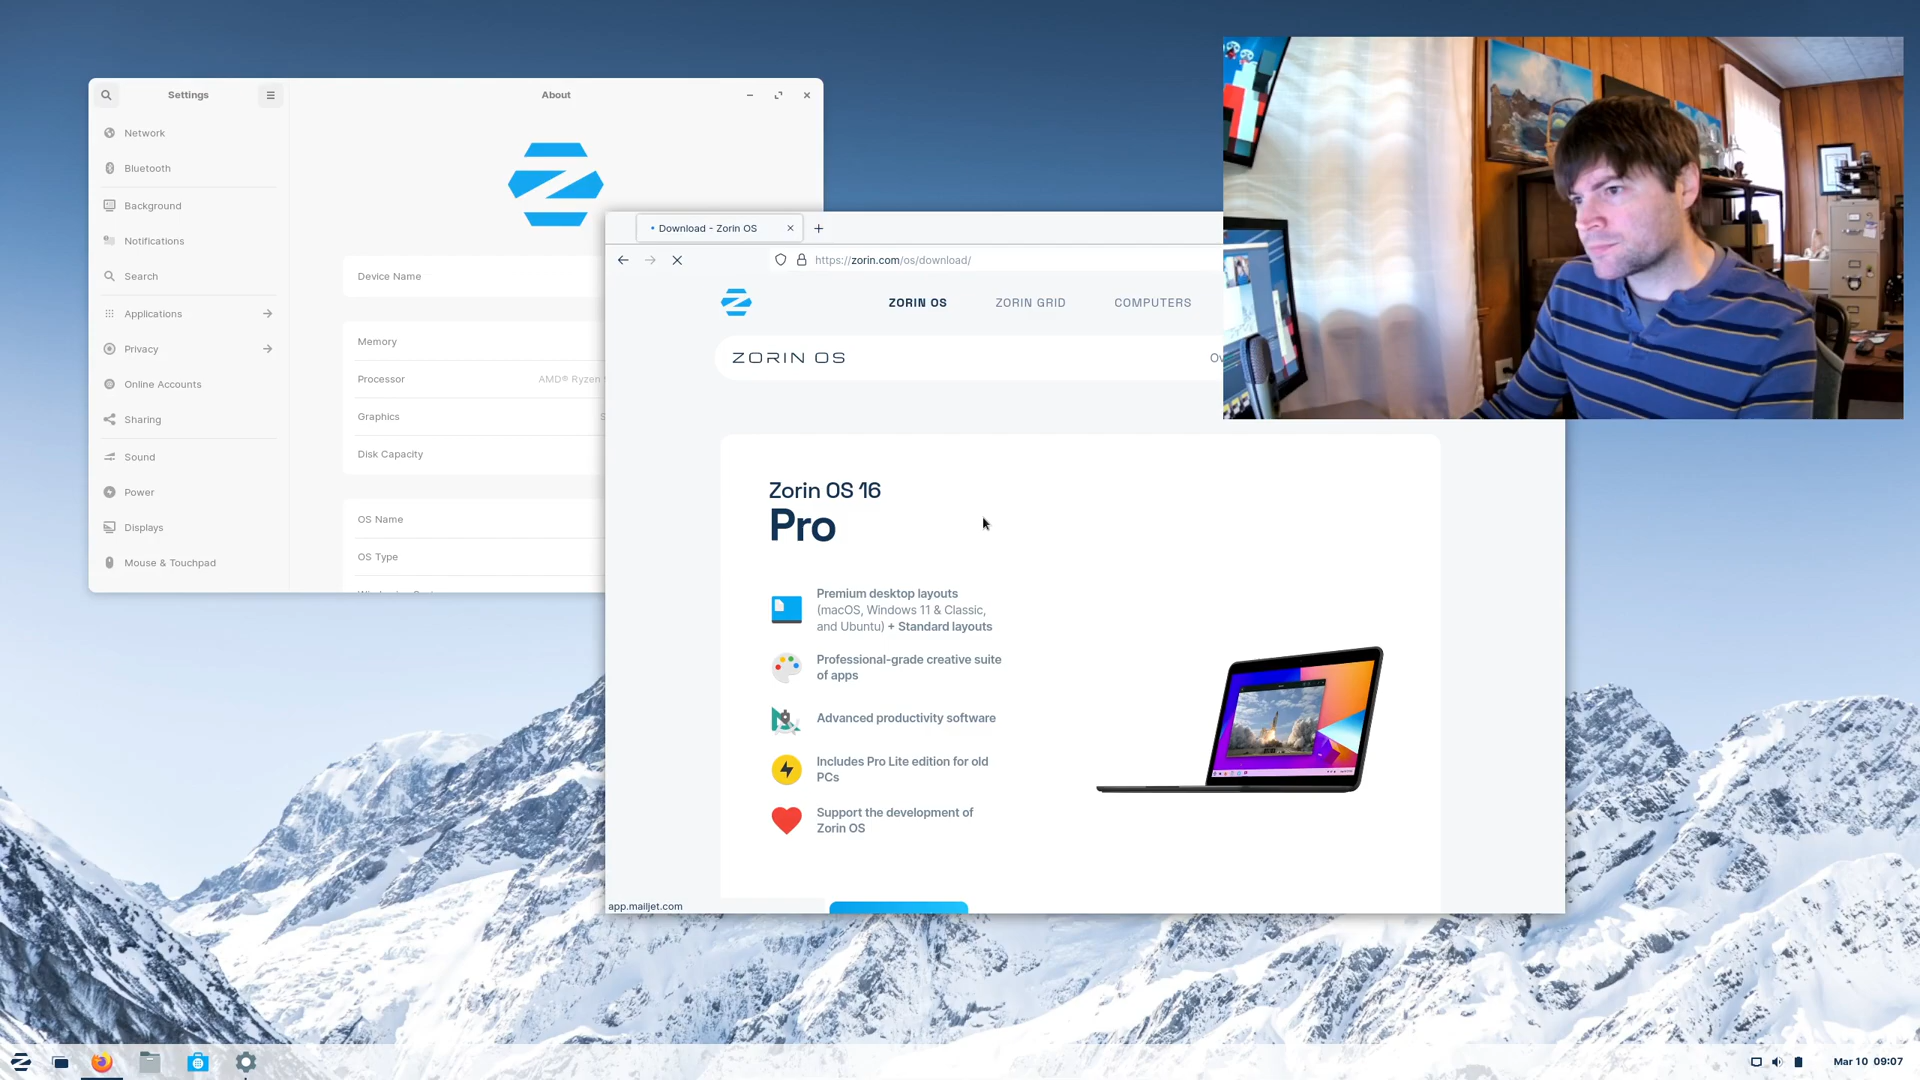 Settings
Network
Bluetooth
Background
Notifications
Search
Applications
Privacy
Online Accounts
Sharing
Sound
Power
Displays
Mouse & Touchpad
About
Device Name
Memory
Processor
AMD® Ryzen
Graphics
Disk Capacity
OS Name
OS Type
Download - Zorin OS
https://zorin.com/os/download/
ZORIN OS
ZORIN GRID
COMPUTERS
ZORIN OS
Zorin OS 16
Pro
Premium desktop layouts
(macOS, Windows 11 & Classic,
and Ubuntu) + Standard layouts
Professional-grade creative suite
of apps
Advanced productivity software
Includes Pro Lite edition for old
PCs
Support the development of
Zorin OS
app.mailjet.com
Mar 10 09:07